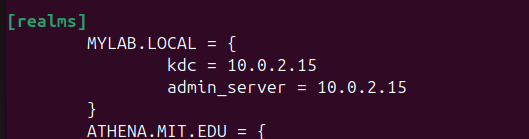 [realms]
MYLAB.LOCAL = {
kdc = 10.0.2.15
admin_server = 10.0.2.15
}
ATHENA.MIT.EDU = {